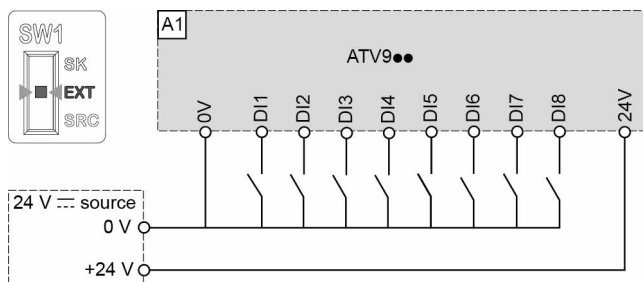 SW1
SK
EXT
SRC
A1
ATV9●●
0V DI1 DI2 DI3 DI4 DI5 DI6 DI7 DI8 24V
24 V ⎓ source
0 V
+24 V